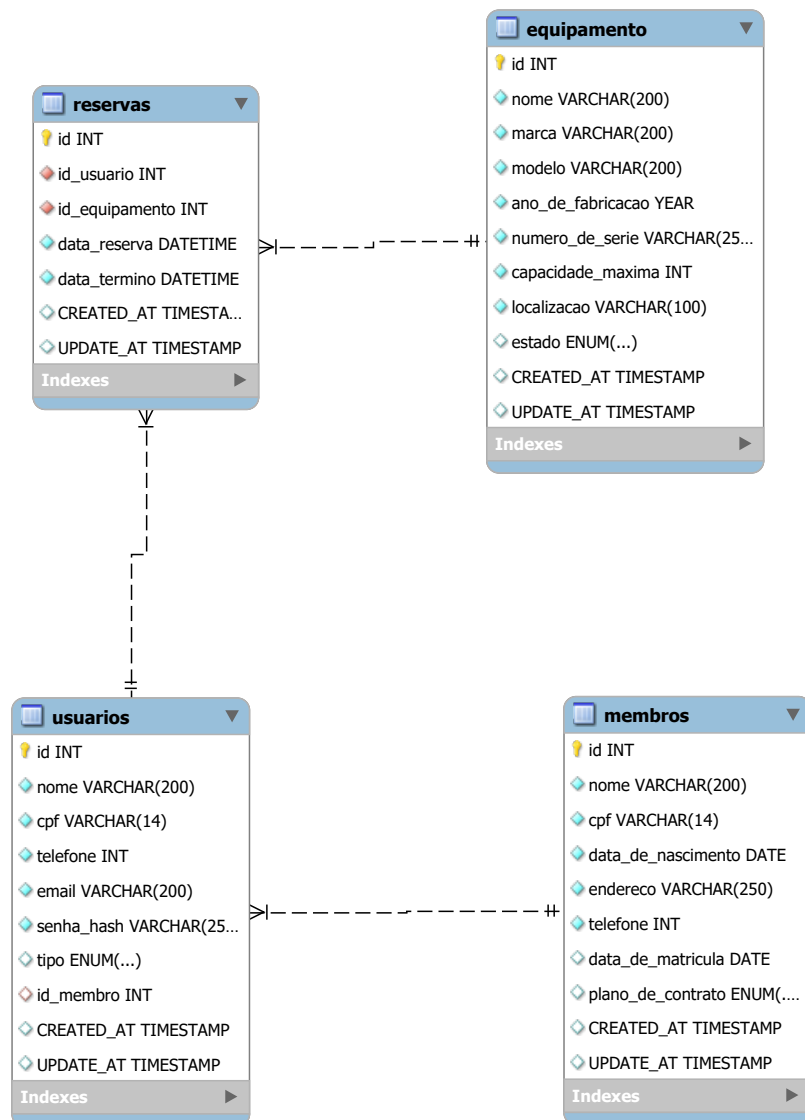 equipamento
id INT
nome VARCHAR(200)
marca VARCHAR(200)
modelo VARCHAR(200)
ano_de_fabricacao YEAR
numero_de_serie VARCHAR(25...
capacidade_maxima INT
localizacao VARCHAR(100)
estado ENUM(...)
CREATED_AT TIMESTAMP
UPDATE_AT TIMESTAMP
Indexes
reservas
id INT
id_usuario INT
id_equipamento INT
data_reserva DATETIME
data_termino DATETIME
CREATED_AT TIMESTA...
UPDATE_AT TIMESTAMP
Indexes
usuarios
id INT
nome VARCHAR(200)
cpf VARCHAR(14)
telefone INT
email VARCHAR(200)
senha_hash VARCHAR(25...
tipo ENUM(...)
id_membro INT
CREATED_AT TIMESTAMP
UPDATE_AT TIMESTAMP
Indexes
membros
id INT
nome VARCHAR(200)
cpf VARCHAR(14)
data_de_nascimento DATE
endereco VARCHAR(250)
telefone INT
data_de_matricula DATE
plano_de_contrato ENUM(....
CREATED_AT TIMESTAMP
UPDATE_AT TIMESTAMP
Indexes